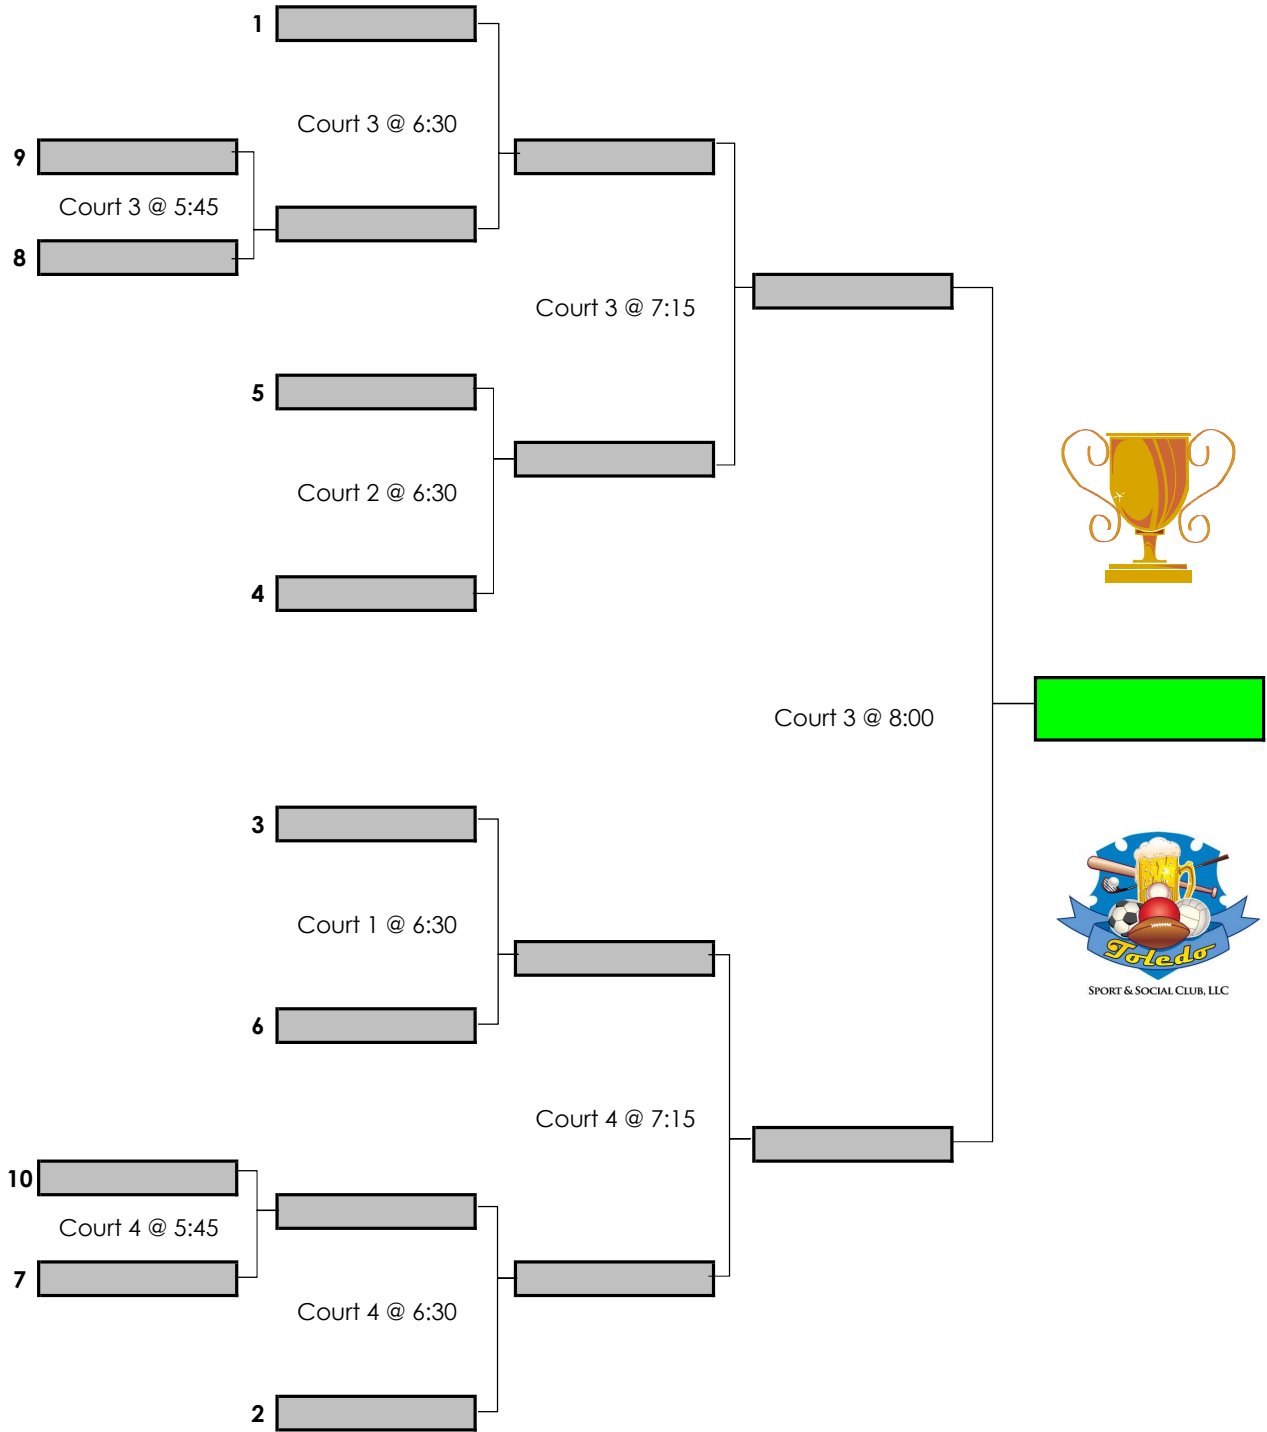 1
Court 3 @ 6:30
9
Court 3 @ 5:45
8
Court 3 @ 7:15
5
Court 2 @ 6:30
4
Court 3 @ 8:00
3
Court 1 @ 6:30
6
Toledo
SPORT & SOCIAL CLUB, LLC
Court 4 @ 7:15
10
Court 4 @ 5:45
7
Court 4 @ 6:30
2